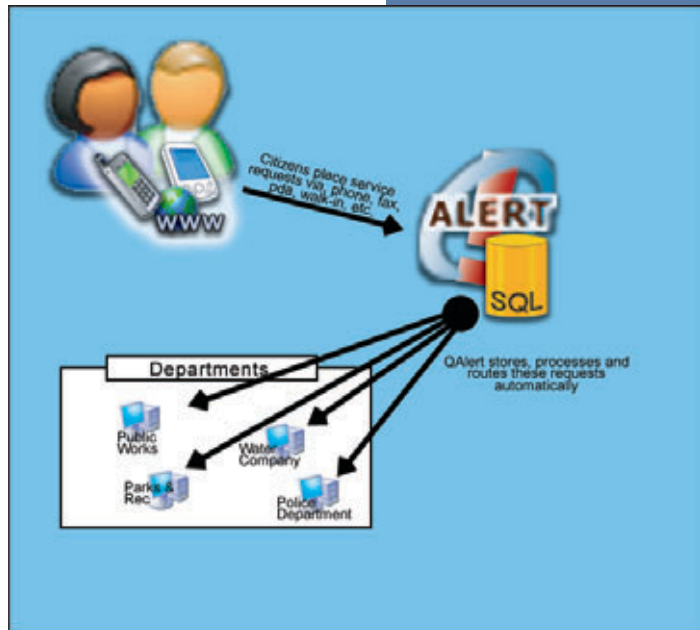 Citizens place service
requests via, phone, fax,
pda, walk-in, etc.
WWW
ALERT
SQL
QAlert stores, processes and
routes these requests
automatically
Departments
Public
Works
Water
Company
Parks &
Rec
Police
Department